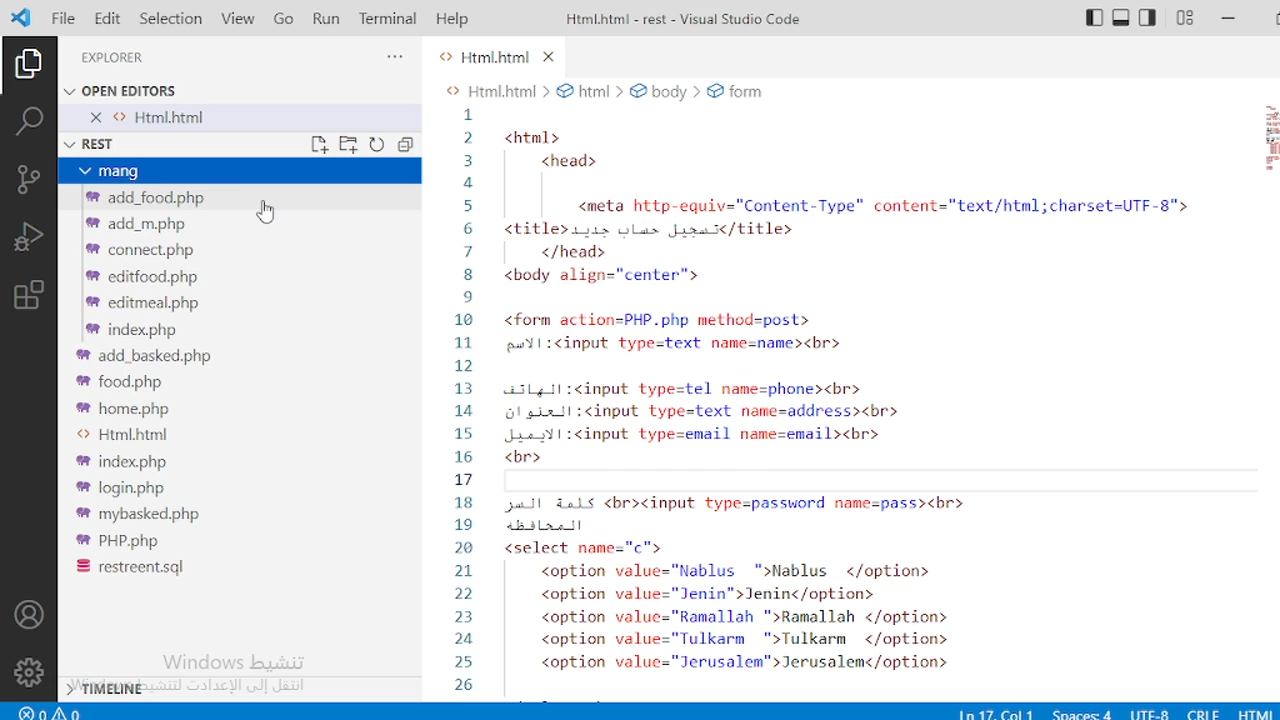 File Edit Selection View Go Run Terminal Help Html.html - rest - Visual Studio Code
EXPLORER ···
OPEN EDITORS
Html.html
REST
mang
add_food.php
add_m.php
connect.php
editfood.php
editmeal.php
index.php
add_basked.php
food.php
home.php
Html.html
index.php
login.php
mybasked.php
PHP.php
restreent.sql
تنشيط Windows
انتقل إلى الإعدادت لتنشيط Windows
TIMELINE
Html.html
Html.html > html > body > form
1
2 <html>
3 <head>
4
5 <meta http-equiv="Content-Type" content="text/html;charset=UTF-8">
6 <title>تسجيل حساب جديد</title>
7 </head>
8 <body align="center">
9
10 <form action=PHP.php method=post>
11 الاسم:<input type=text name=name><br>
12
13 الهاتف:<input type=tel name=phone><br>
14 العنوان:<input type=text name=address><br>
15 الايميل:<input type=email name=email><br>
16 <br>
17
18 كلمة السر <br><input type=password name=pass><br>
19 المحافظه
20 <select name="c">
21 <option value="Nablus  ">Nablus  </option>
22 <option value="Jenin">Jenin</option>
23 <option value="Ramallah ">Ramallah </option>
24 <option value="Tulkarm  ">Tulkarm  </option>
25 <option value="Jerusalem">Jerusalem</option>
26
0 0 Ln 17, Col 1 Spaces: 4 UTF-8 CRLF HTML